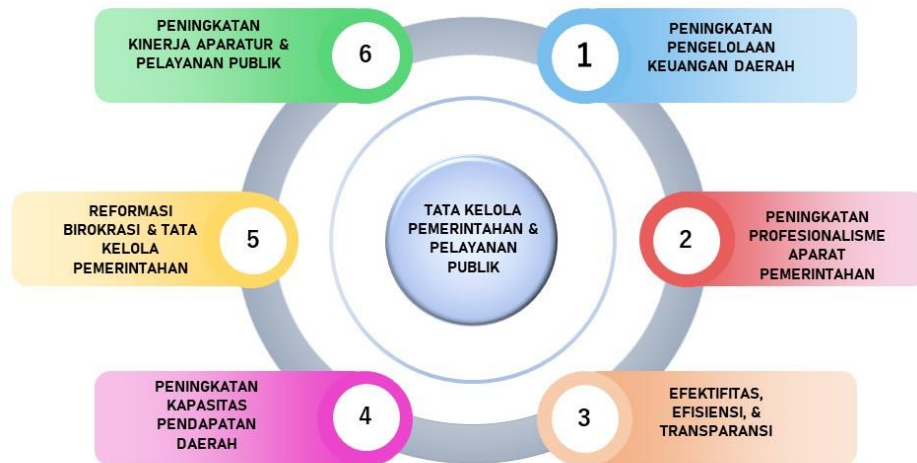 PENINGKATAN
KINERJA APARATUR &
PELAYANAN PUBLIK
6
1
PENINGKATAN
PENGELOLAAN
KEUANGAN DAERAH
REFORMASI
BIROKRASI & TATA
KELOLA
PEMERINTAHAN
5
TATA KELOLA
PEMERINTAHAN &
PELAYANAN
PUBLIK
2
PENINGKATAN
PROFESIONALISME
APARAT
PEMERINTAHAN
PENINGKATAN
KAPASITAS
PENDAPATAN
DAERAH
4
3
EFEKTIFITAS,
EFISIENSI, &
TRANSPARANSI